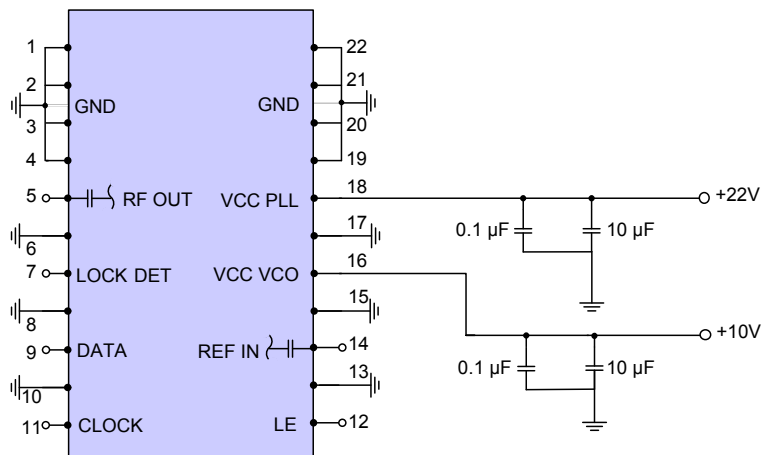 1 22
2 21
GND GND
3 20
4 19
5 RF OUT VCC PLL 18 +22V
6 17 0.1 µF 10 µF
7 LOCK DET VCC VCO 16
8 15 +10V
9 DATA REF IN 14
10 13 0.1 µF 10 µF
11 CLOCK LE 12